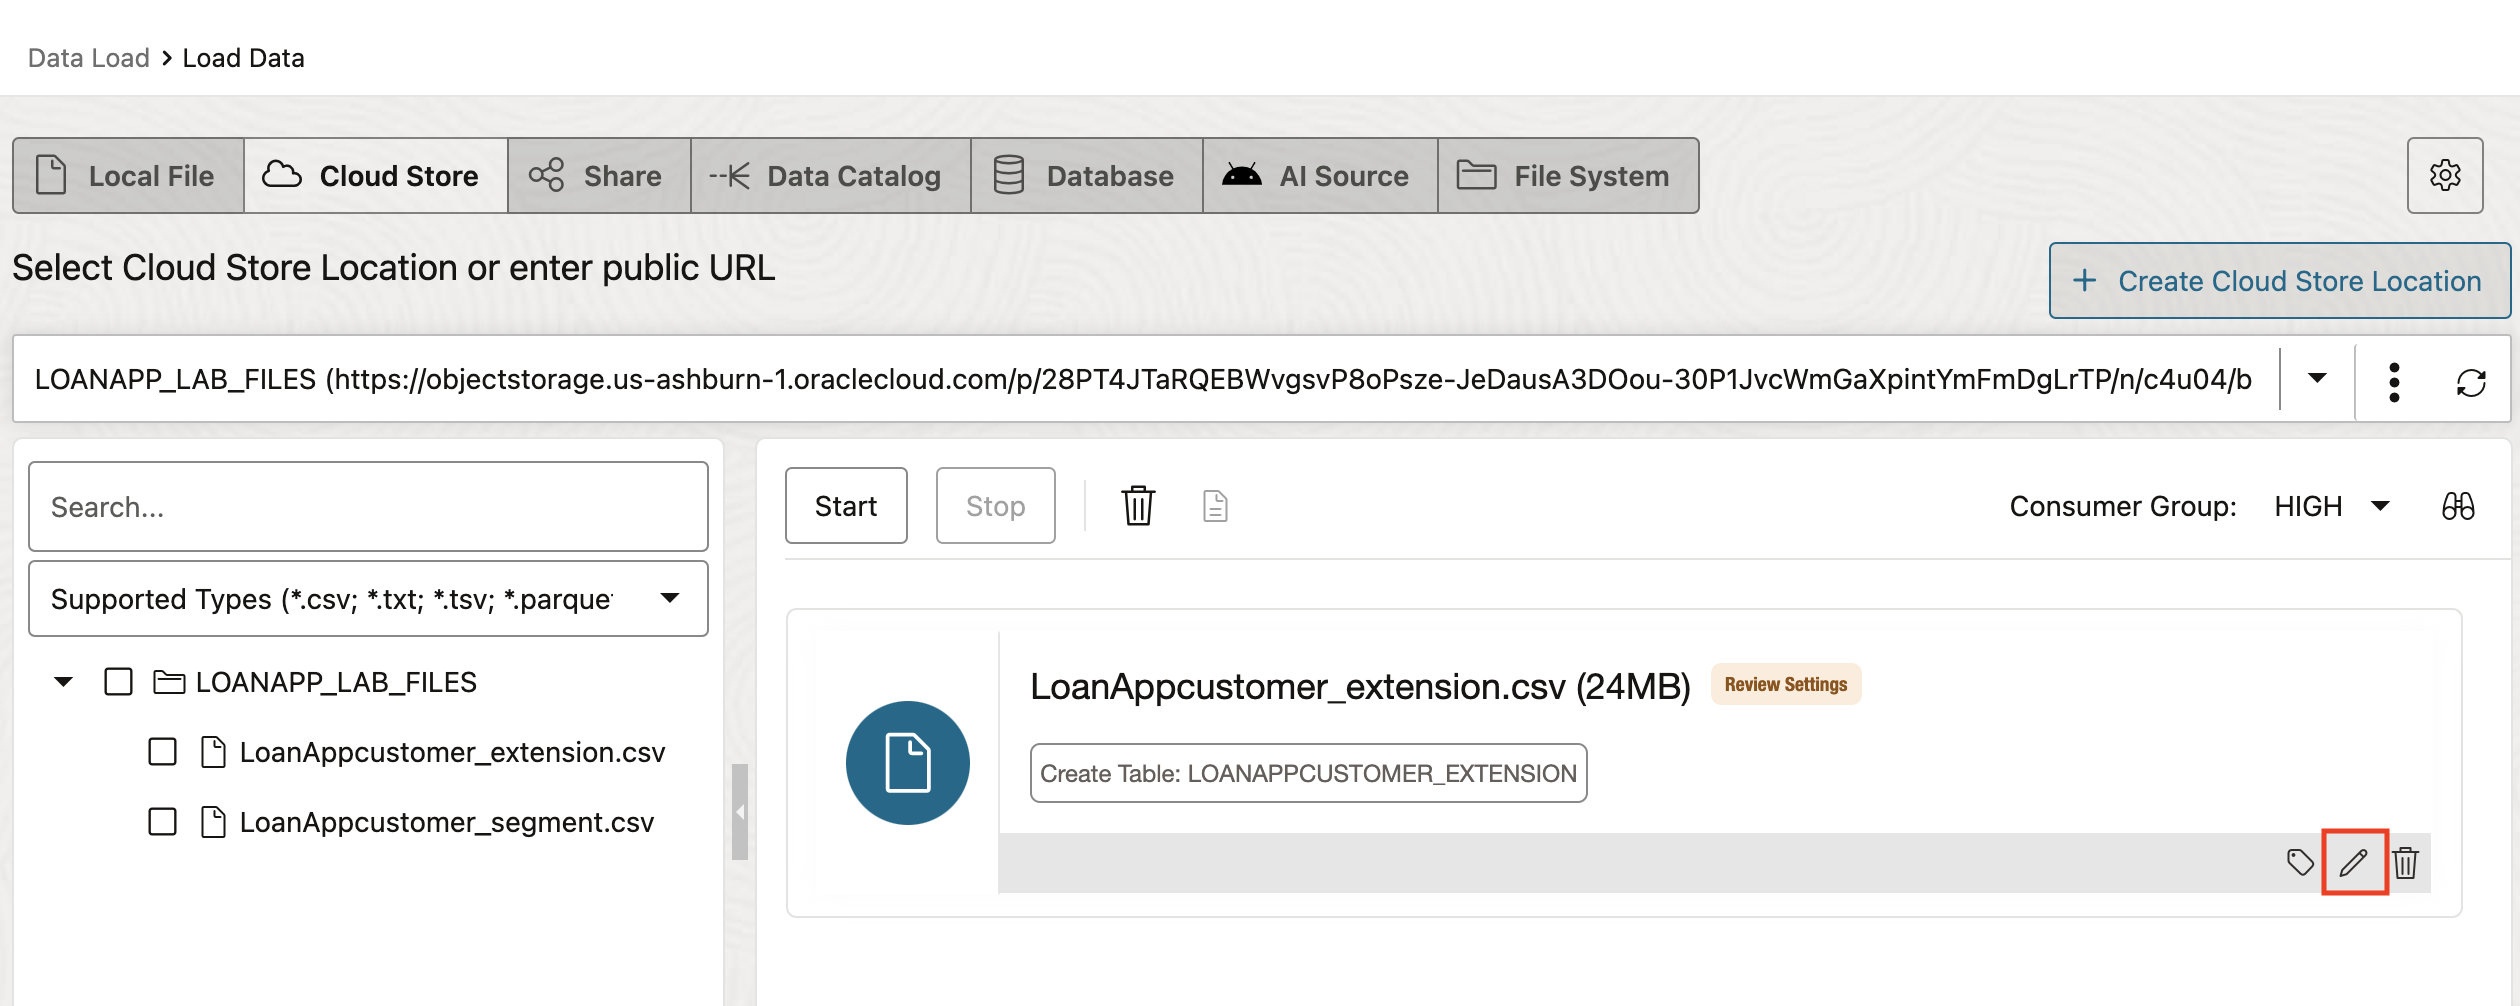 Data Load > Load Data
Local File
Cloud Store
Share
Data Catalog
Database
AI Source
File System
Select Cloud Store Location or enter public URL
+ Create Cloud Store Location
LOANAPP_LAB_FILES (https://objectstorage.us-ashburn-1.oraclecloud.com/p/28PT4JTaRQEBWvgsvP8oPsze-JeDausA3DOou-30P1JvcWmGaXpintYmFmDgLrTP/n/c4u04/b
Search...
Supported Types (*.csv; *.txt; *.tsv; *.parque
LOANAPP_LAB_FILES
LoanAppcustomer_extension.csv
LoanAppcustomer_segment.csv
Start
Stop
Consumer Group: HIGH
LoanAppcustomer_extension.csv (24MB)
Review Settings
Create Table: LOANAPPCUSTOMER_EXTENSION